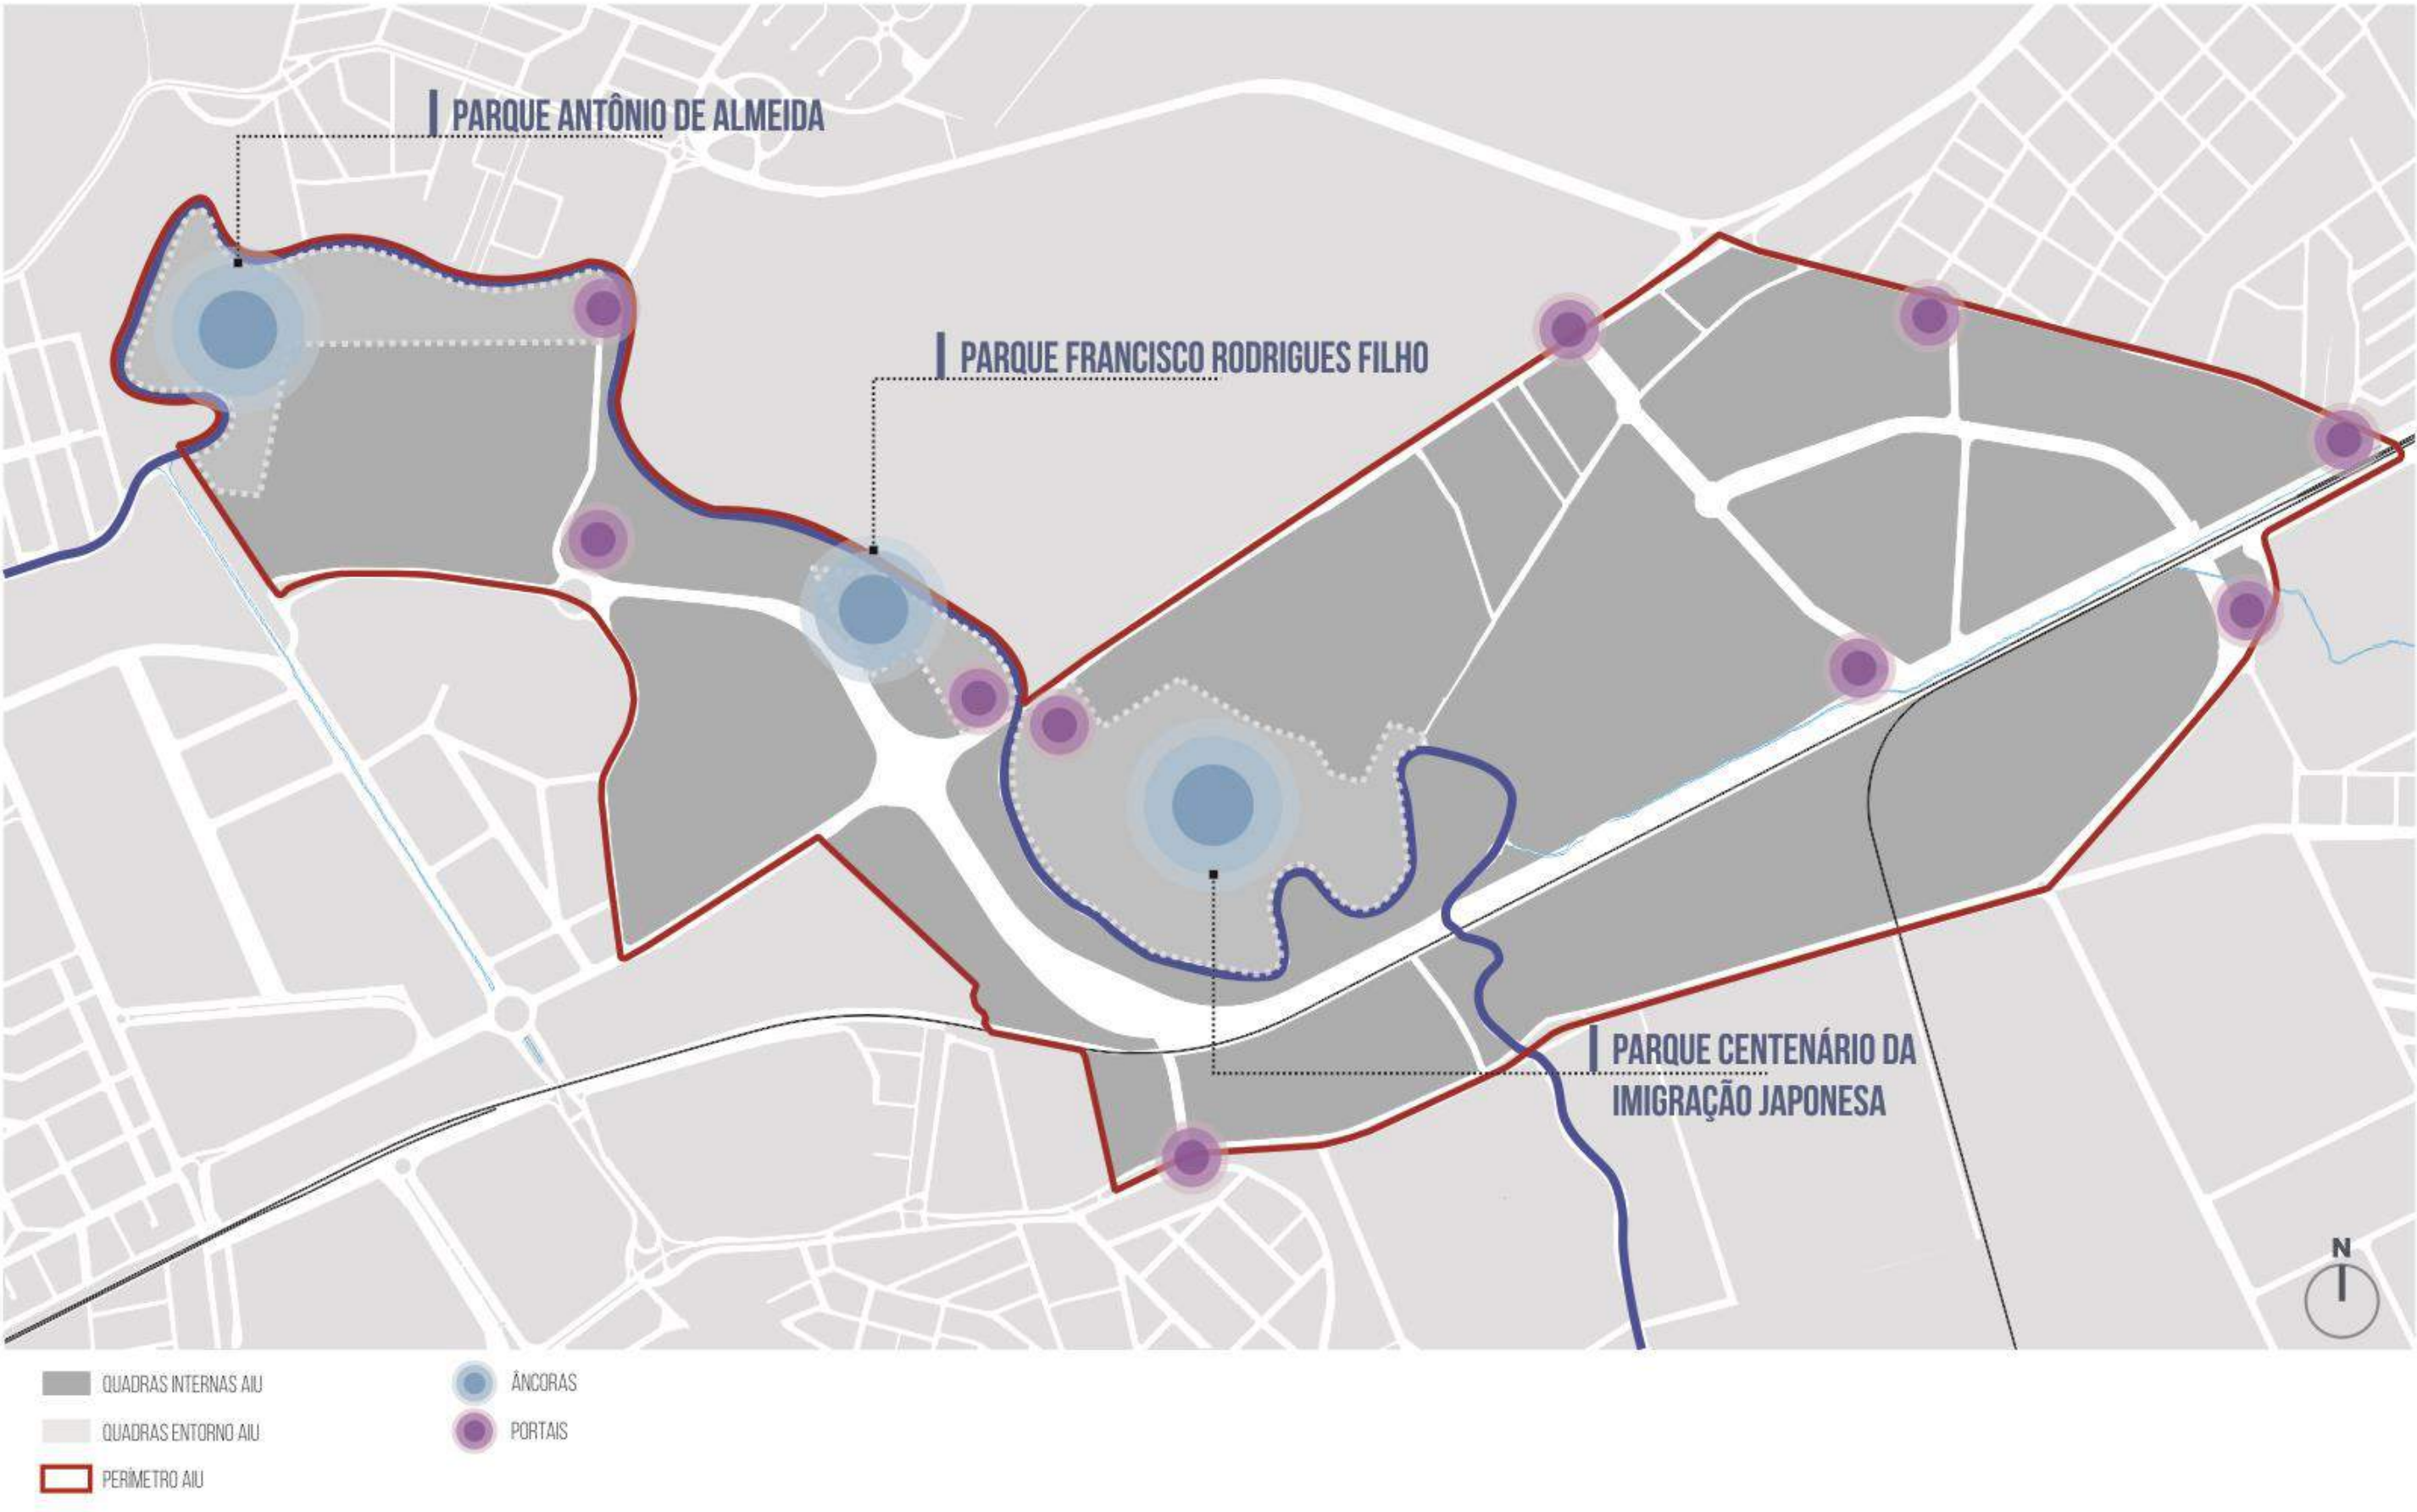 PARQUE ANTÔNIO DE ALMEIDA
PARQUE FRANCISCO RODRIGUES FILHO
PARQUE CENTENÁRIO DA
IMIGRAÇÃO JAPONESA
N
QUADRAS INTERNAS AIU
QUADRAS ENTORNO AIU
PERÍMETRO AIU
ÂNCORAS
PORTAIS